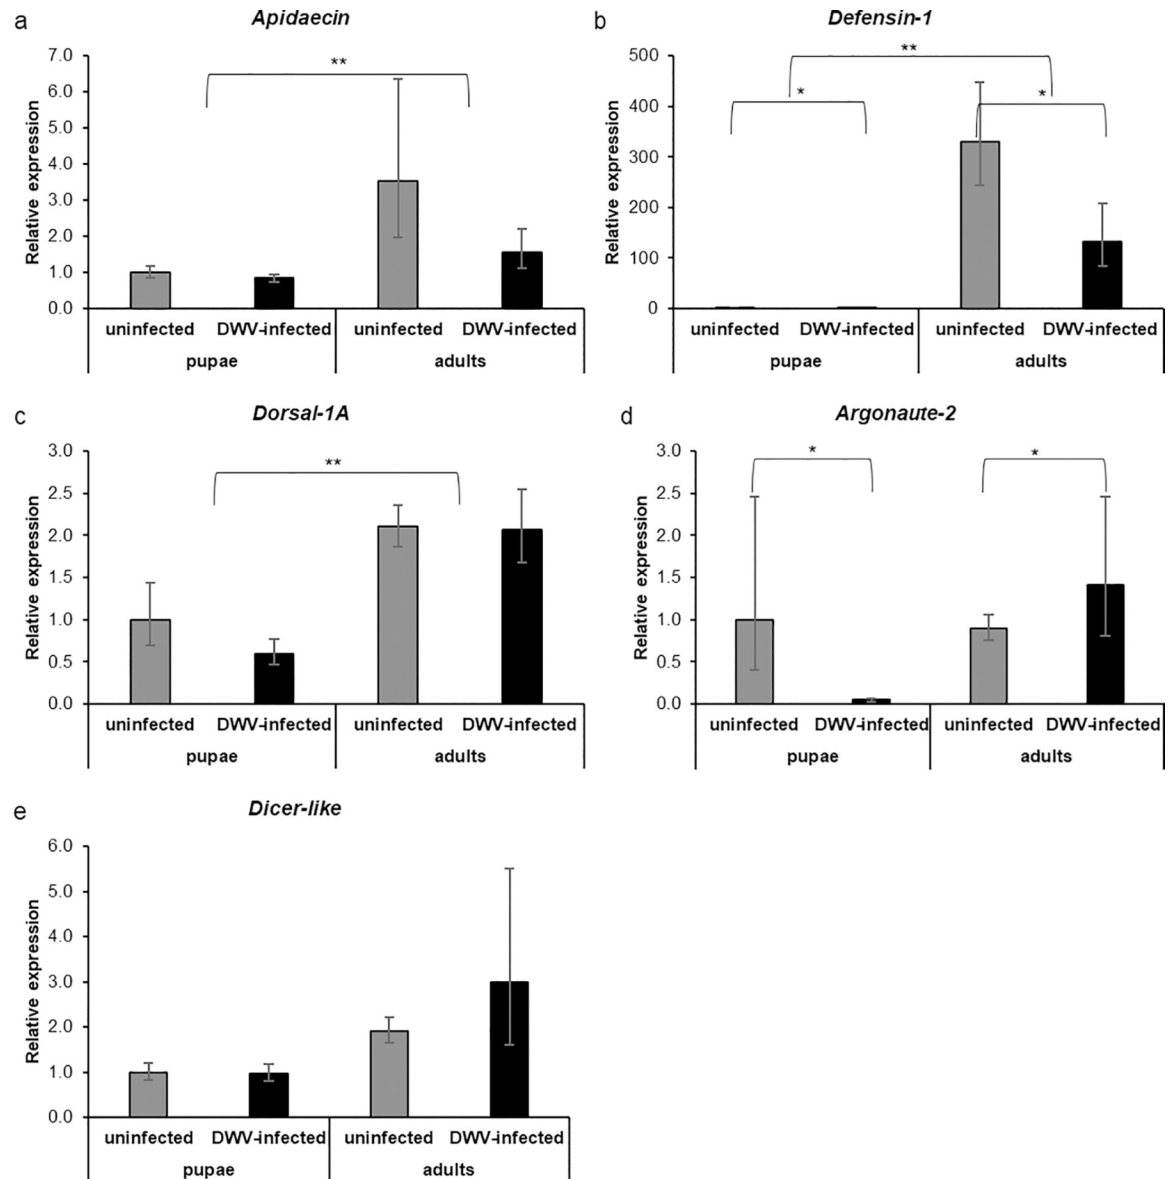 a
Apidaecin
Relative expression
7.0
6.0
5.0
4.0
3.0
2.0
1.0
0.0
**
uninfected DWV-infected uninfected DWV-infected
pupae adults
b
Defensin-1
Relative expression
500
400
300
200
100
0
**
* *
uninfected DWV-infected uninfected DWV-infected
pupae adults
c
Dorsal-1A
Relative expression
3.0
2.5
2.0
1.5
1.0
0.5
0.0
**
uninfected DWV-infected uninfected DWV-infected
pupae adults
d
Argonaute-2
Relative expression
3.0
2.5
2.0
1.5
1.0
0.5
0.0
* *
uninfected DWV-infected uninfected DWV-infected
pupae adults
e
Dicer-like
Relative expression
6.0
5.0
4.0
3.0
2.0
1.0
0.0
uninfected DWV-infected uninfected DWV-infected
pupae adults